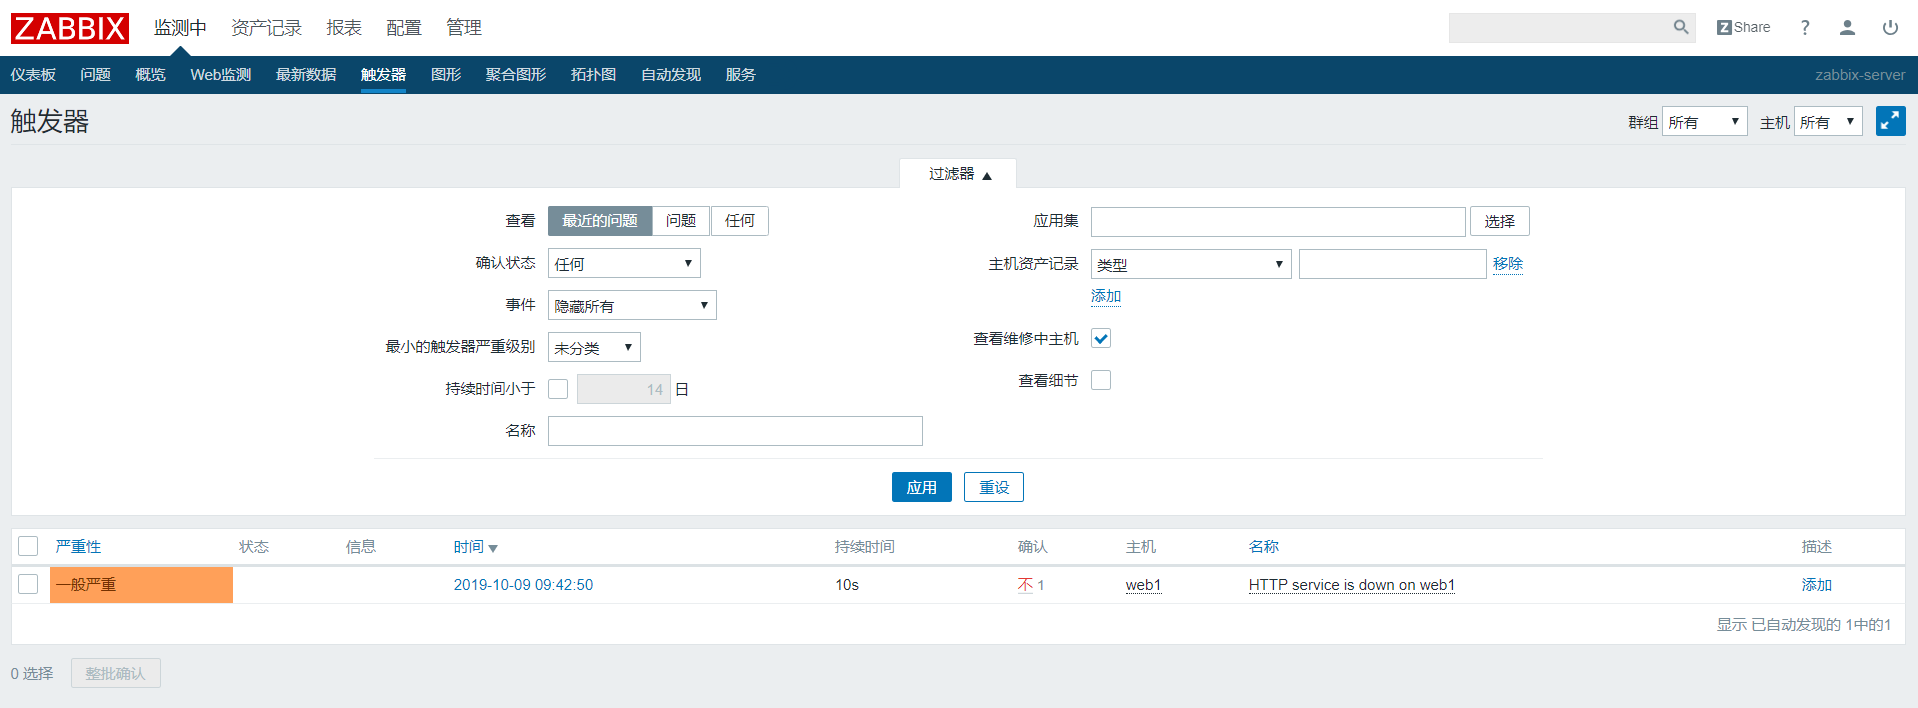 ZABBIX 监测中 资产记录 报表 配置 管理 Z Share ?
仪表板 问题 概览 Web监测 最新数据 触发器 图形 聚合图形 拓扑图 自动发现 服务 zabbix-server
触发器 群组 所有 主机 所有
过滤器
查看 最近的问题 问题 任何 应用集 选择
确认状态 任何 主机资产记录 类型 移除
添加
事件 隐藏所有
查看维修中主机
最小的触发器严重级别 未分类
查看细节
持续时间小于 14 日
名称
应用 重设
严重性 状态 信息 时间 持续时间 确认 主机 名称 描述
一般严重 2019-10-09 09:42:50 10s 不 1 web1 HTTP service is down on web1 添加
显示 已自动发现的 1中的1
0 选择 整批确认